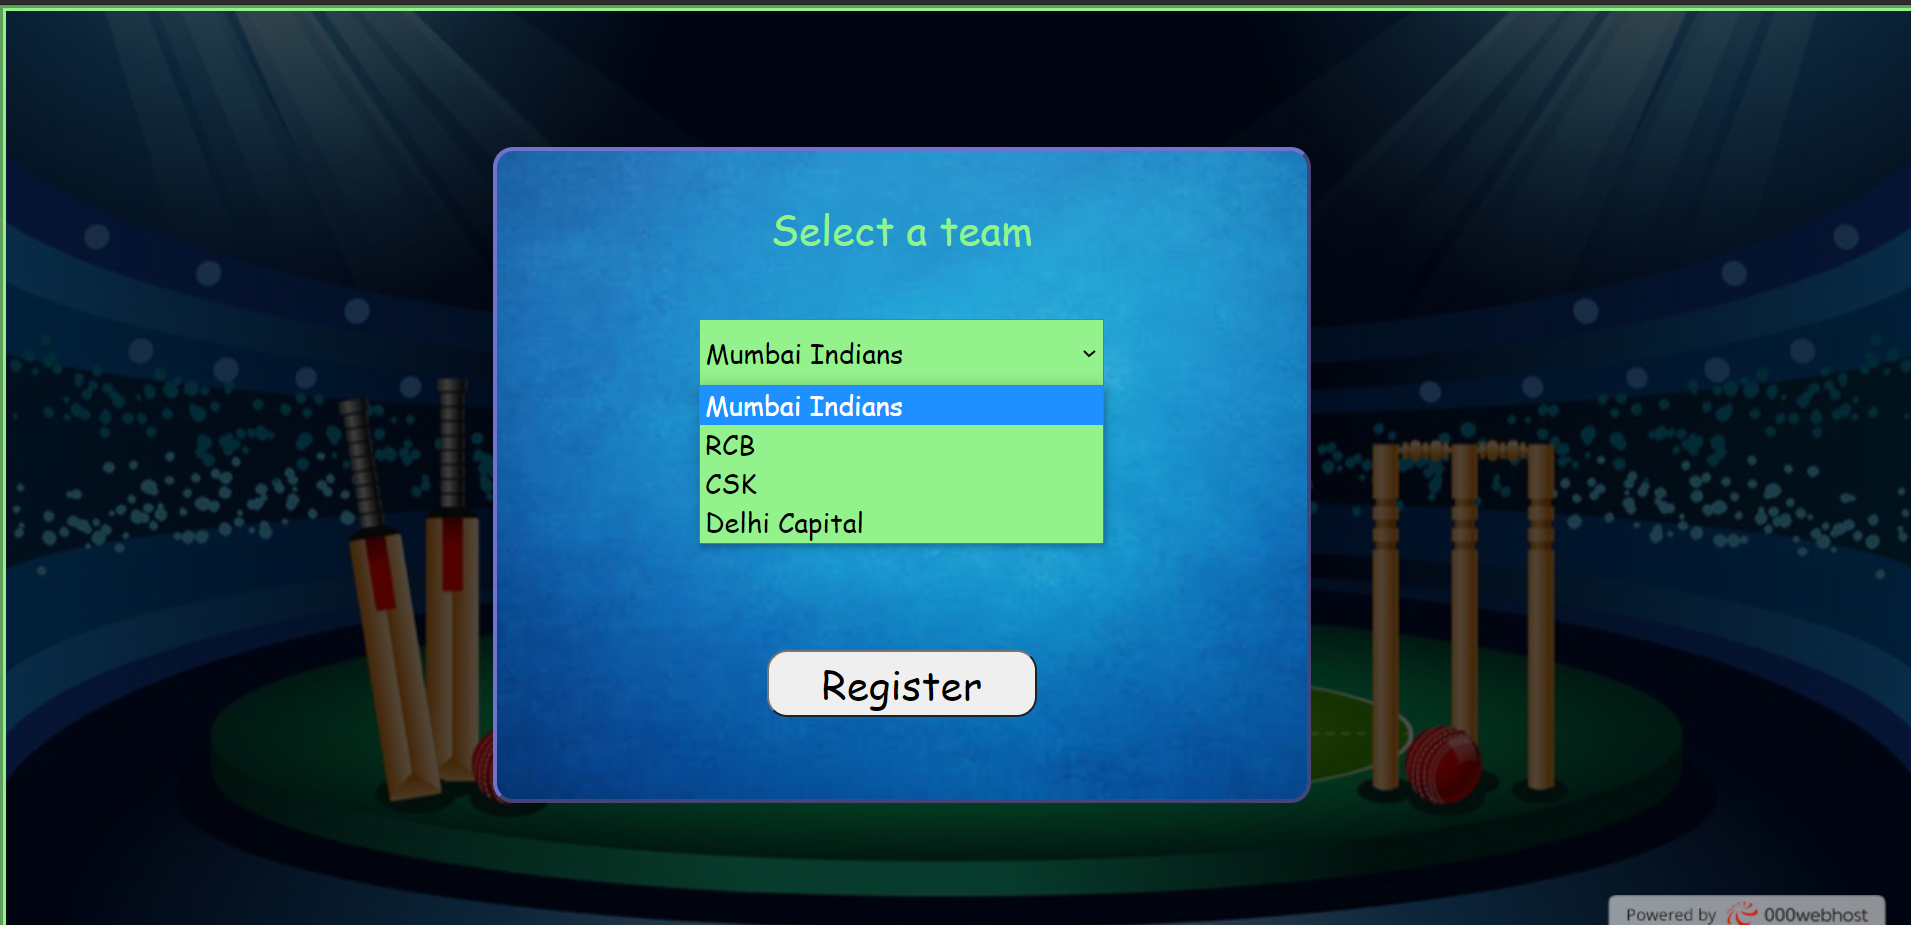 Select a team
Mumbai Indians
Mumbai Indians
RCB
CSK
Delhi Capital
Register
Powered by 000webhost